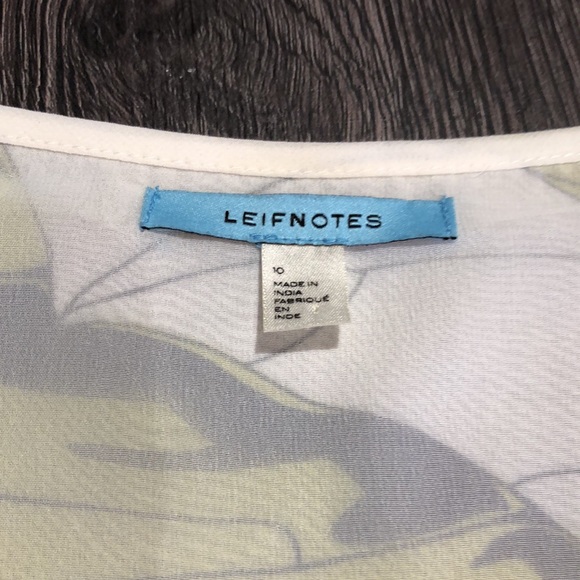 LEIFNOTES
10
MADE IN
INDIA
FABRIQUÉ
EN
INDE